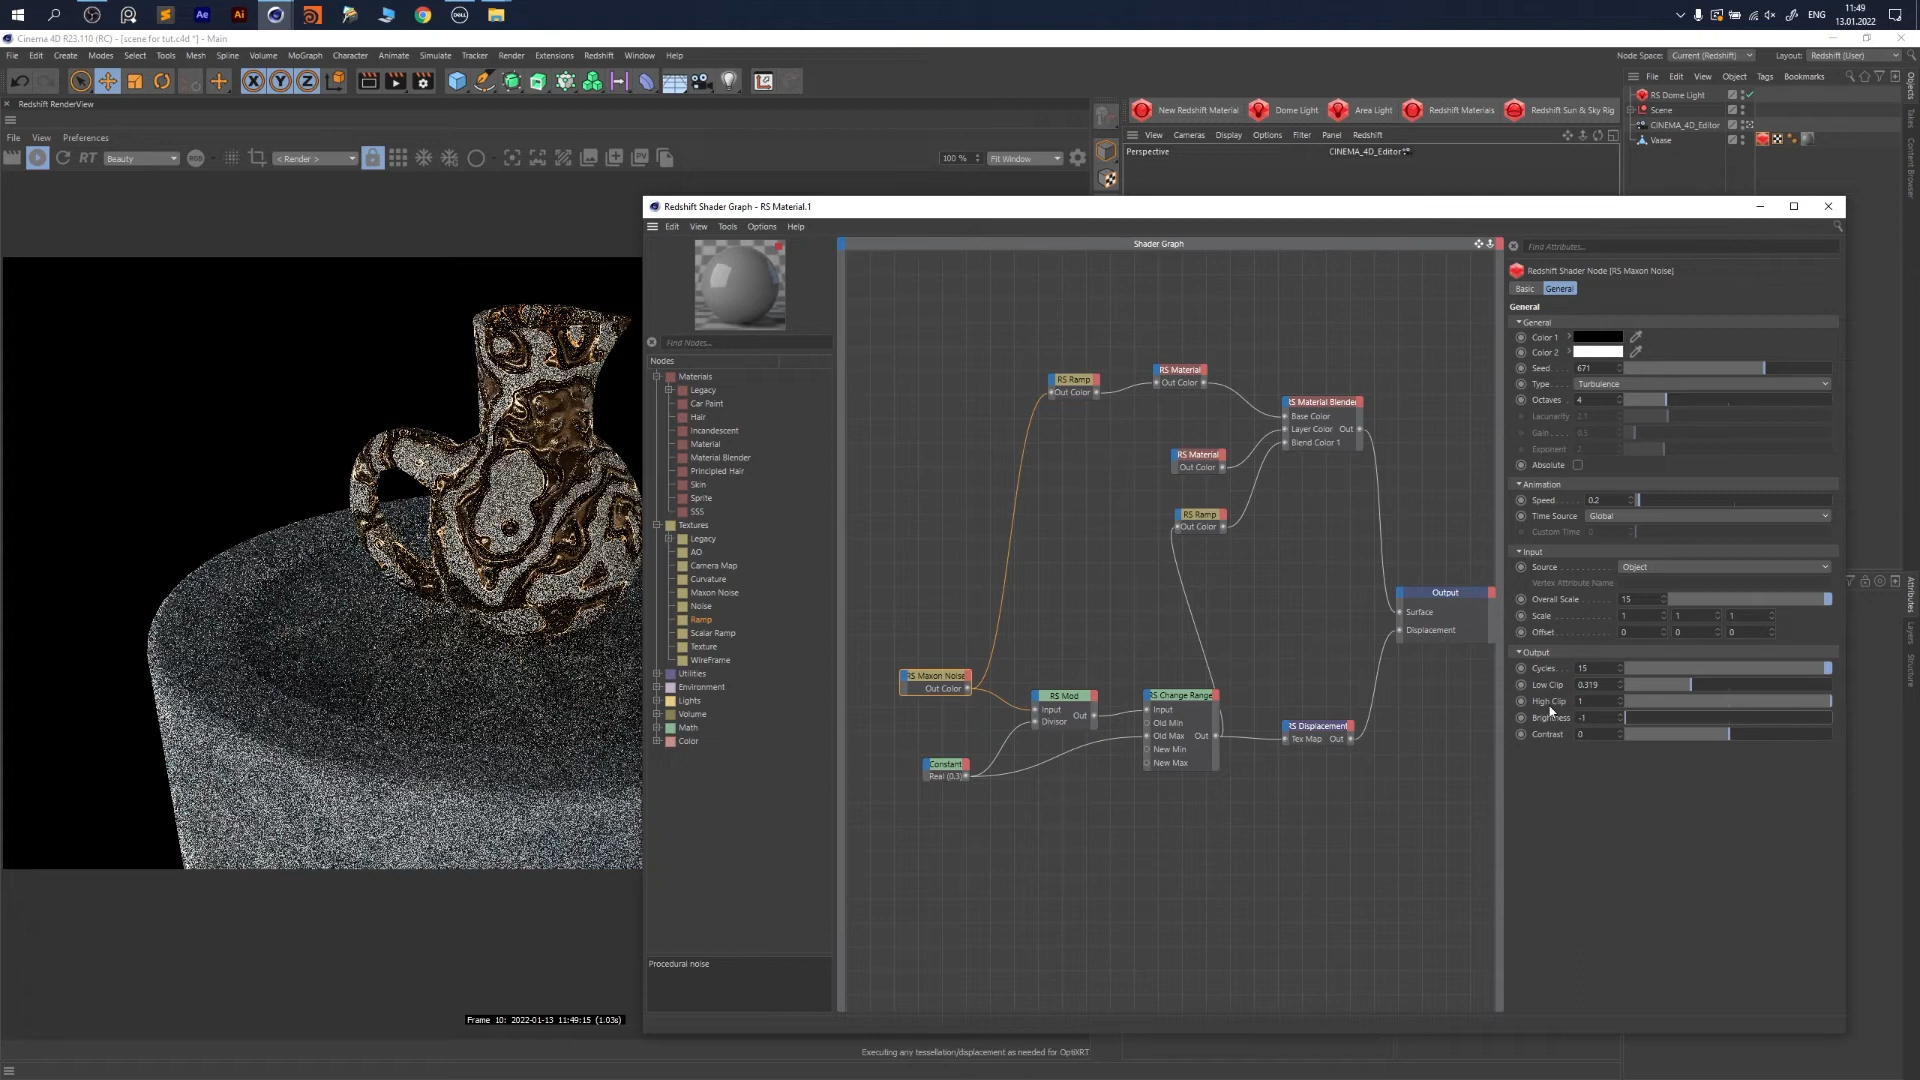 Ae
Ai
DELL
ENG
11:49
13.01.2022
Cinema 4D R23.110 (RC) - [scene for tut.c4d *] - Main
File Edit Create Modes Select Tools Mesh Spline Volume MoGraph Character Animate Simulate Tracker Render Extensions Redshift Window Help
Node Space: Current (Redshift) Layout: Redshift (User)
X Y Z
File Edit View Object Tags Bookmarks
Redshift RenderView
New Redshift Material Dome Light Area Light Redshift Materials Redshift Sun & Sky Rig
RS Dome Light
Scene
CINEMA_4D_Editor
Vaase
File View Preferences
View Cameras Display Options Filter Panel Redshift
RT Beauty RGB < Render > PV 100 % Fit Window
Perspective CINEMA_4D_Editor
Objects
Takes
Content Browser
Attributes
Layers
Structure
Redshift Shader Graph - RS Material.1
Edit View Tools Options Help
Shader Graph
Find Nodes...
Nodes
Materials
Legacy
Car Paint
Hair
Incandescent
Material
Material Blender
Principled Hair
Skin
Sprite
SSS
Textures
Legacy
AO
Camera Map
Curvature
Maxon Noise
Noise
Ramp
Scalar Ramp
Texture
WireFrame
Utilities
Environment
Lights
Volume
Math
Color
Procedural noise
RS Ramp
Out Color
RS Material
Out Color
RS Material Blender
Base Color
Layer Color Out
Blend Color 1
RS Material
Out Color
RS Ramp
Out Color
Output
Surface
Displacement
RS Maxon Noise
Out Color
RS Mod
Input
Out
Divisor
RS Change Range
Input
Old Min
Old Max Out
New Min
New Max
RS Displacement
Tex Map Out
Constant
Real (0.3)
Find Attributes...
Redshift Shader Node [RS Maxon Noise]
Basic General
General
General
Color 1
Color 2
Seed 671
Type Turbulence
Octaves 4
Lacunarity 2.1
Gain 0.5
Exponent 2
Absolute
Animation
Speed 0.2
Time Source Global
Custom Time 0
Input
Source Object
Vertex Attribute Name
Overall Scale 15
Scale 1 1 1
Offset 0 0 0
Output
Cycles 15
Low Clip 0.319
High Clip 1
Brightness -1
Contrast 0
Frame 10: 2022-01-13 11:49:15 (1.03s)
Executing any tessellation/displacement as needed for OptiXRT